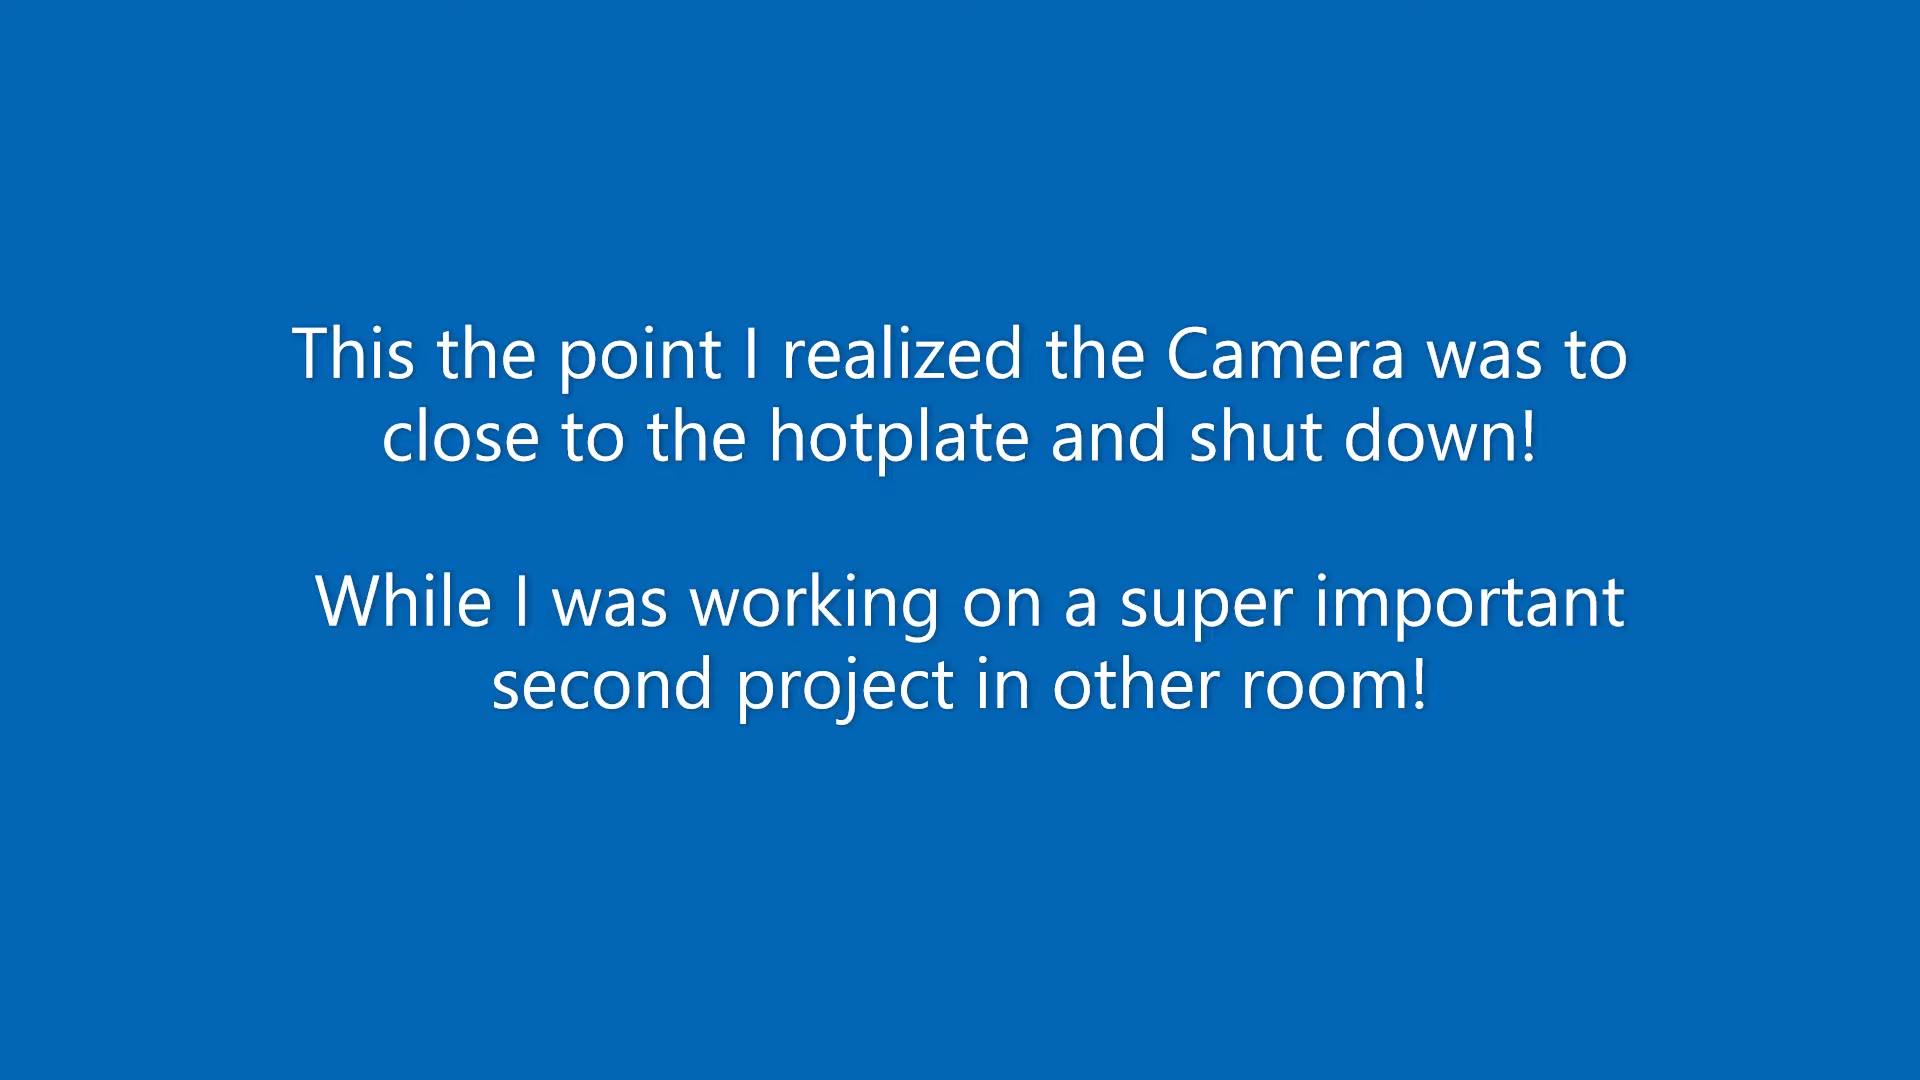 This the point I realized the Camera was to
close to the hotplate and shut down!
While I was working on a super important
second project in other room!